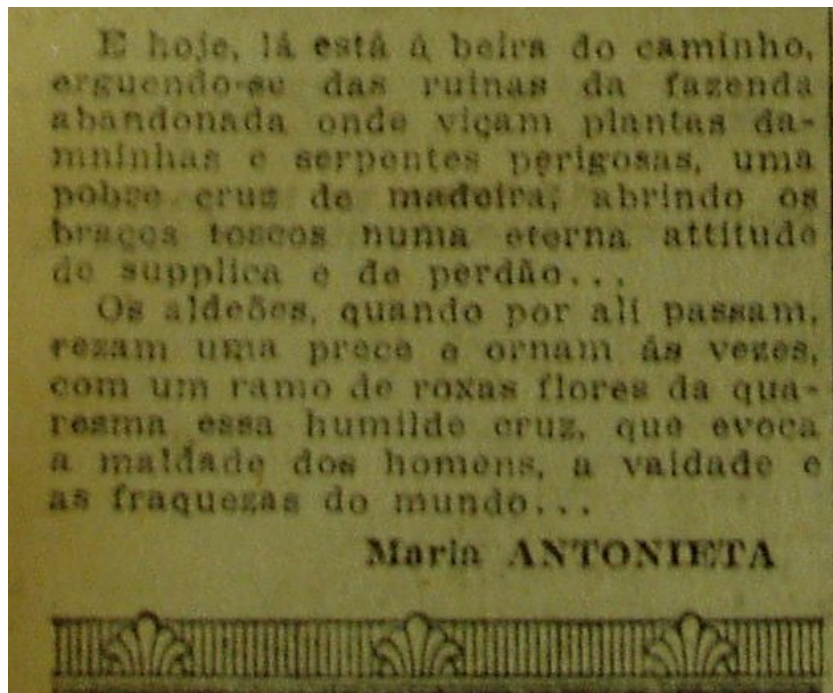 E hoje, lá está á beira do caminho,
erguendo-se das ruinas da fazenda
abandonada onde viçam plantas da-
mninhas e serpentes perigosas, uma
pobre cruz de madeira, abrindo os
braços toscos numa eterna attitude
de supplica e de perdão...
Os aldeões, quando por ali passam,
rezam uma prece e ornam ás vezes,
com um ramo de roxas flores da qua-
resma essa humilde cruz, que evoca
a maldade dos homens, a vaidade e
as fraquezas do mundo...
Maria ANTONIETA